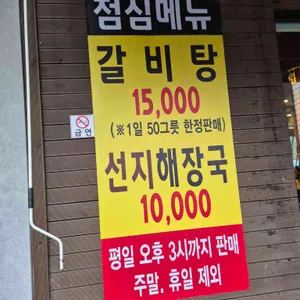 점심메뉴
갈비탕
15,000
(※1일 50그릇 한정판매)
금연
선지해장국
10,000
평일 오후 3시까지 판매
주말, 휴일 제외